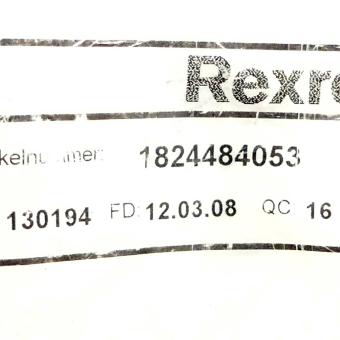 Rexr
kelnummer: 1824484053
130194 FD: 12.03.08 QC: 16